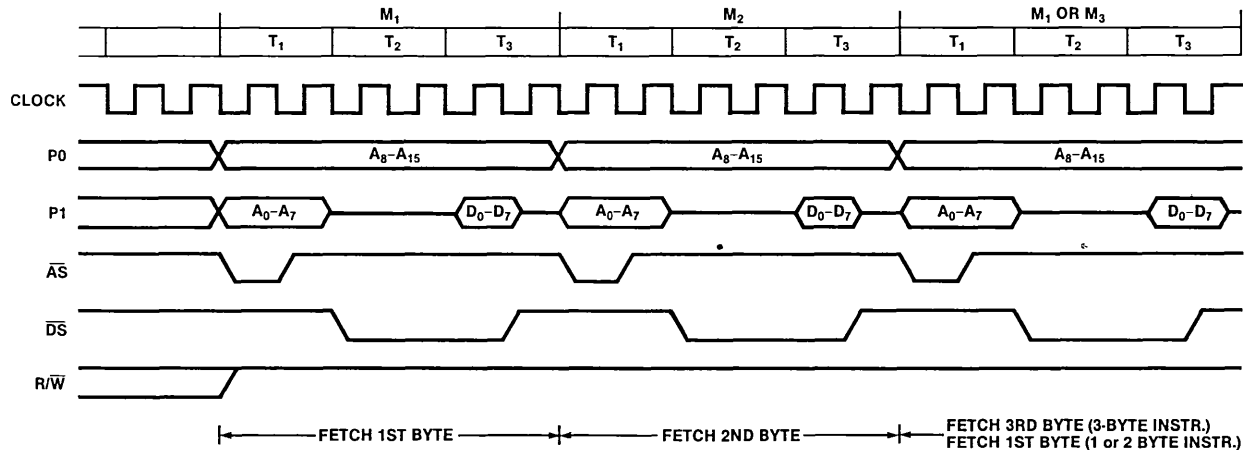 M₁ M₂ M₁ OR M₃
T₁ T₂ T₃ T₁ T₂ T₃ T₁ T₂ T₃
CLOCK
P0 A₈–A₁₅ A₈–A₁₅ A₈–A₁₅
P1 A₀–A₇ D₀–D₇ A₀–A₇ D₀–D₇ A₀–A₇ D₀–D₇
A̅S̅
D̅S̅
R/W̅
FETCH 1ST BYTE FETCH 2ND BYTE FETCH 3RD BYTE (3-BYTE INSTR.)
FETCH 1ST BYTE (1 or 2 BYTE INSTR.)